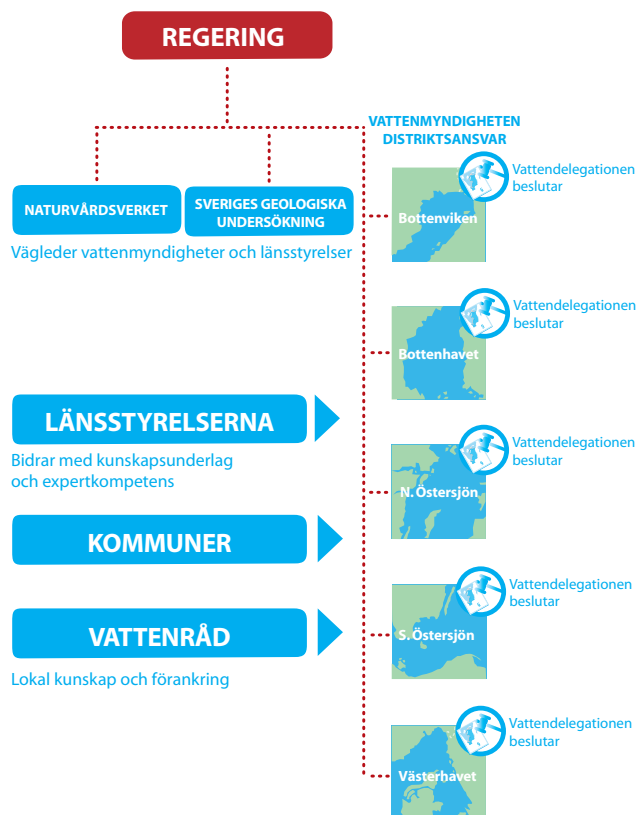 REGERING
VATTENMYNDIGHETEN
DISTRIKTSANSVAR
NATURVÅRDSVERKET
SVERIGES GEOLOGISKA
UNDERSÖKNING
Vägleder vattenmyndigheter och länsstyrelser
Bottenviken
Vattendelegationen
beslutar
Bottenhavet
Vattendelegationen
beslutar
LÄNSSTYRELSERNA
Bidrar med kunskapsunderlag
och expertkompetens
N. Östersjön
Vattendelegationen
beslutar
KOMMUNER
VATTENRÅD
Lokal kunskap och förankring
S. Östersjön
Vattendelegationen
beslutar
Västerhavet
Vattendelegationen
beslutar